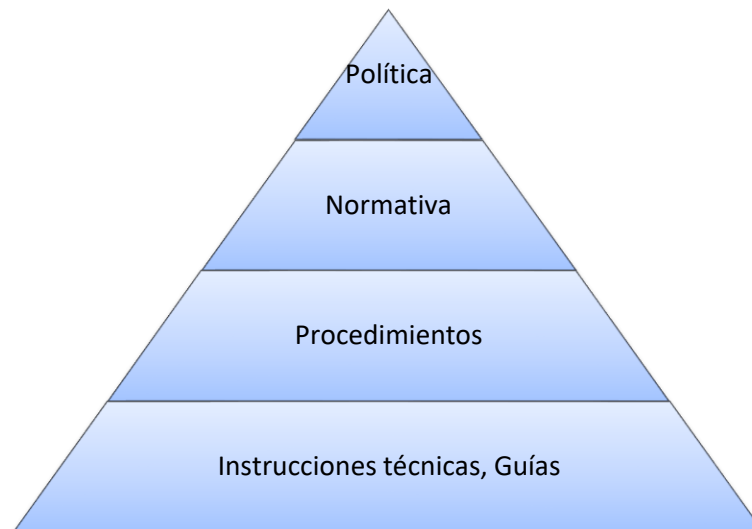 Política
Normativa
Procedimientos
Instrucciones técnicas, Guías